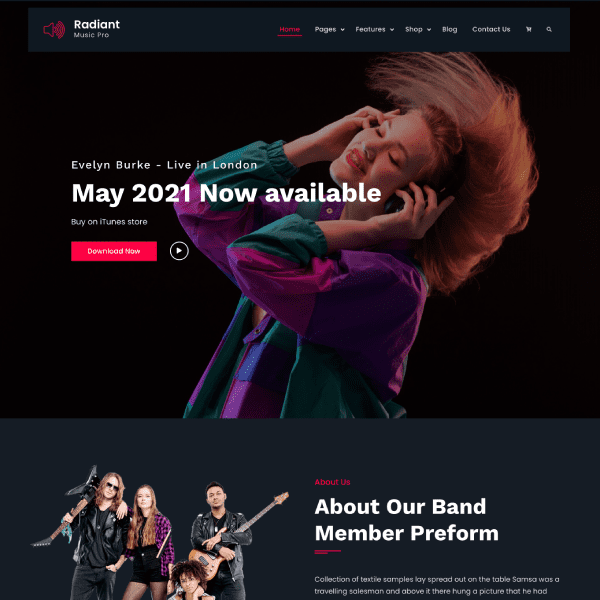 Radiant
Music Pro
Home Pages Features Shop Blog Contact Us
Evelyn Burke - Live in London
May 2021 Now available
Buy on iTunes store
Download Now
About Us
About Our Band
Member Preform
Collection of textile samples lay spread out on the table Samsa was a
travelling salesman and above it there hung a picture that he had